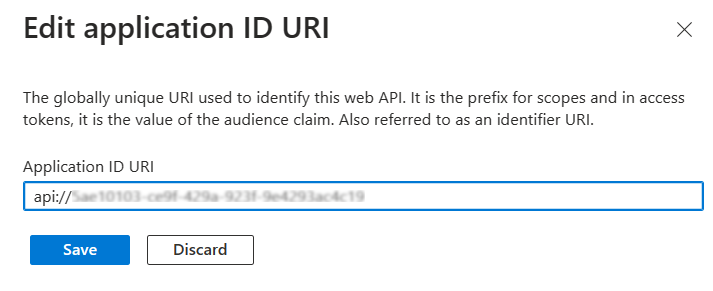 Edit application ID URI
The globally unique URI used to identify this web API. It is the prefix for scopes and in access
tokens, it is the value of the audience claim. Also referred to as an identifier URI.
Application ID URI
api://
Save
Discard